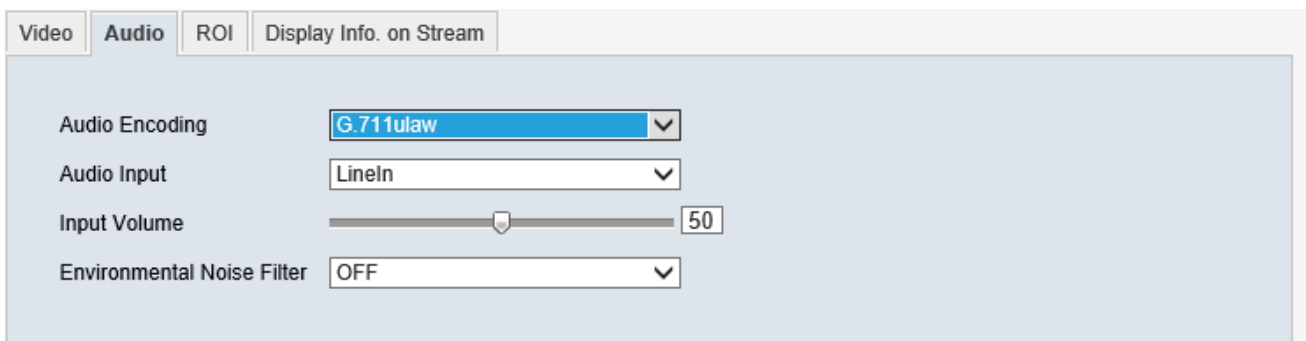 Video Audio ROI Display Info. on Stream
Audio Encoding G.711ulaw
Audio Input LineIn
Input Volume 50
Environmental Noise Filter OFF